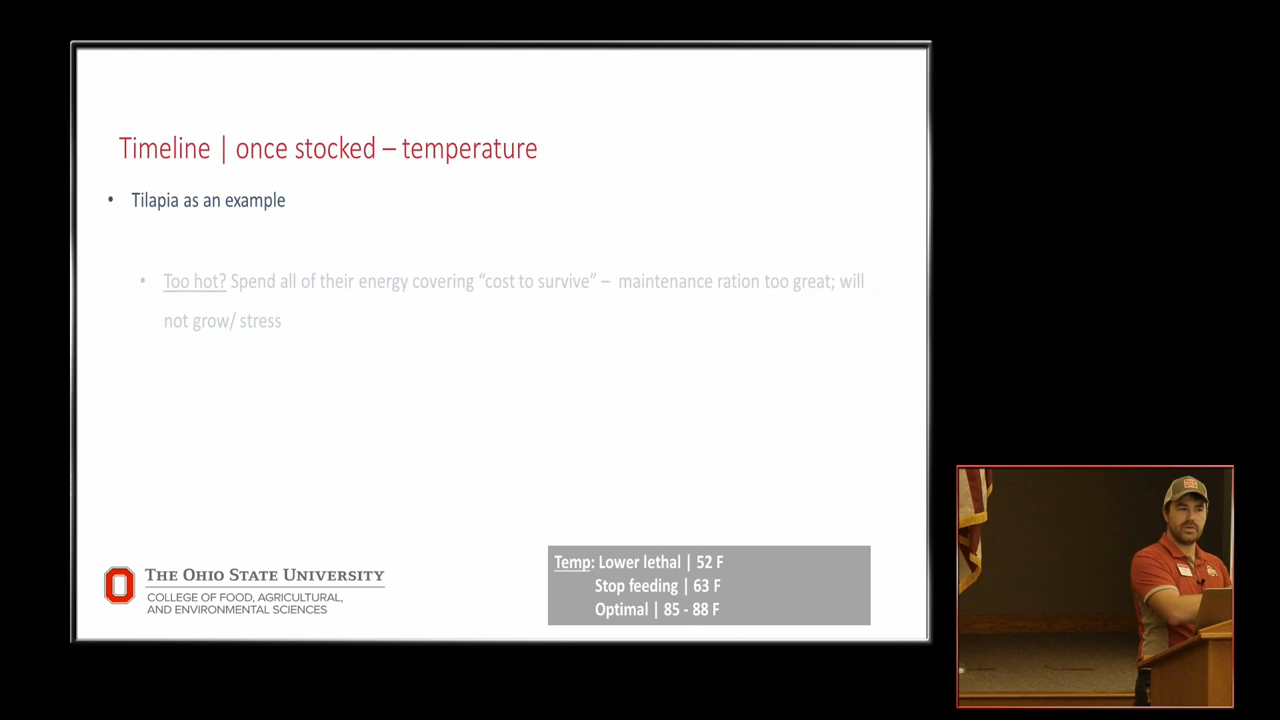 Timeline | once stocked – temperature
• Tilapia as an example
• Too hot? Spend all of their energy covering “cost to survive” – maintenance ration too great; will
not grow/ stress
THE OHIO STATE UNIVERSITY
COLLEGE OF FOOD, AGRICULTURAL,
AND ENVIRONMENTAL SCIENCES
Temp: Lower lethal | 52 F
Stop feeding | 63 F
Optimal | 85 - 88 F